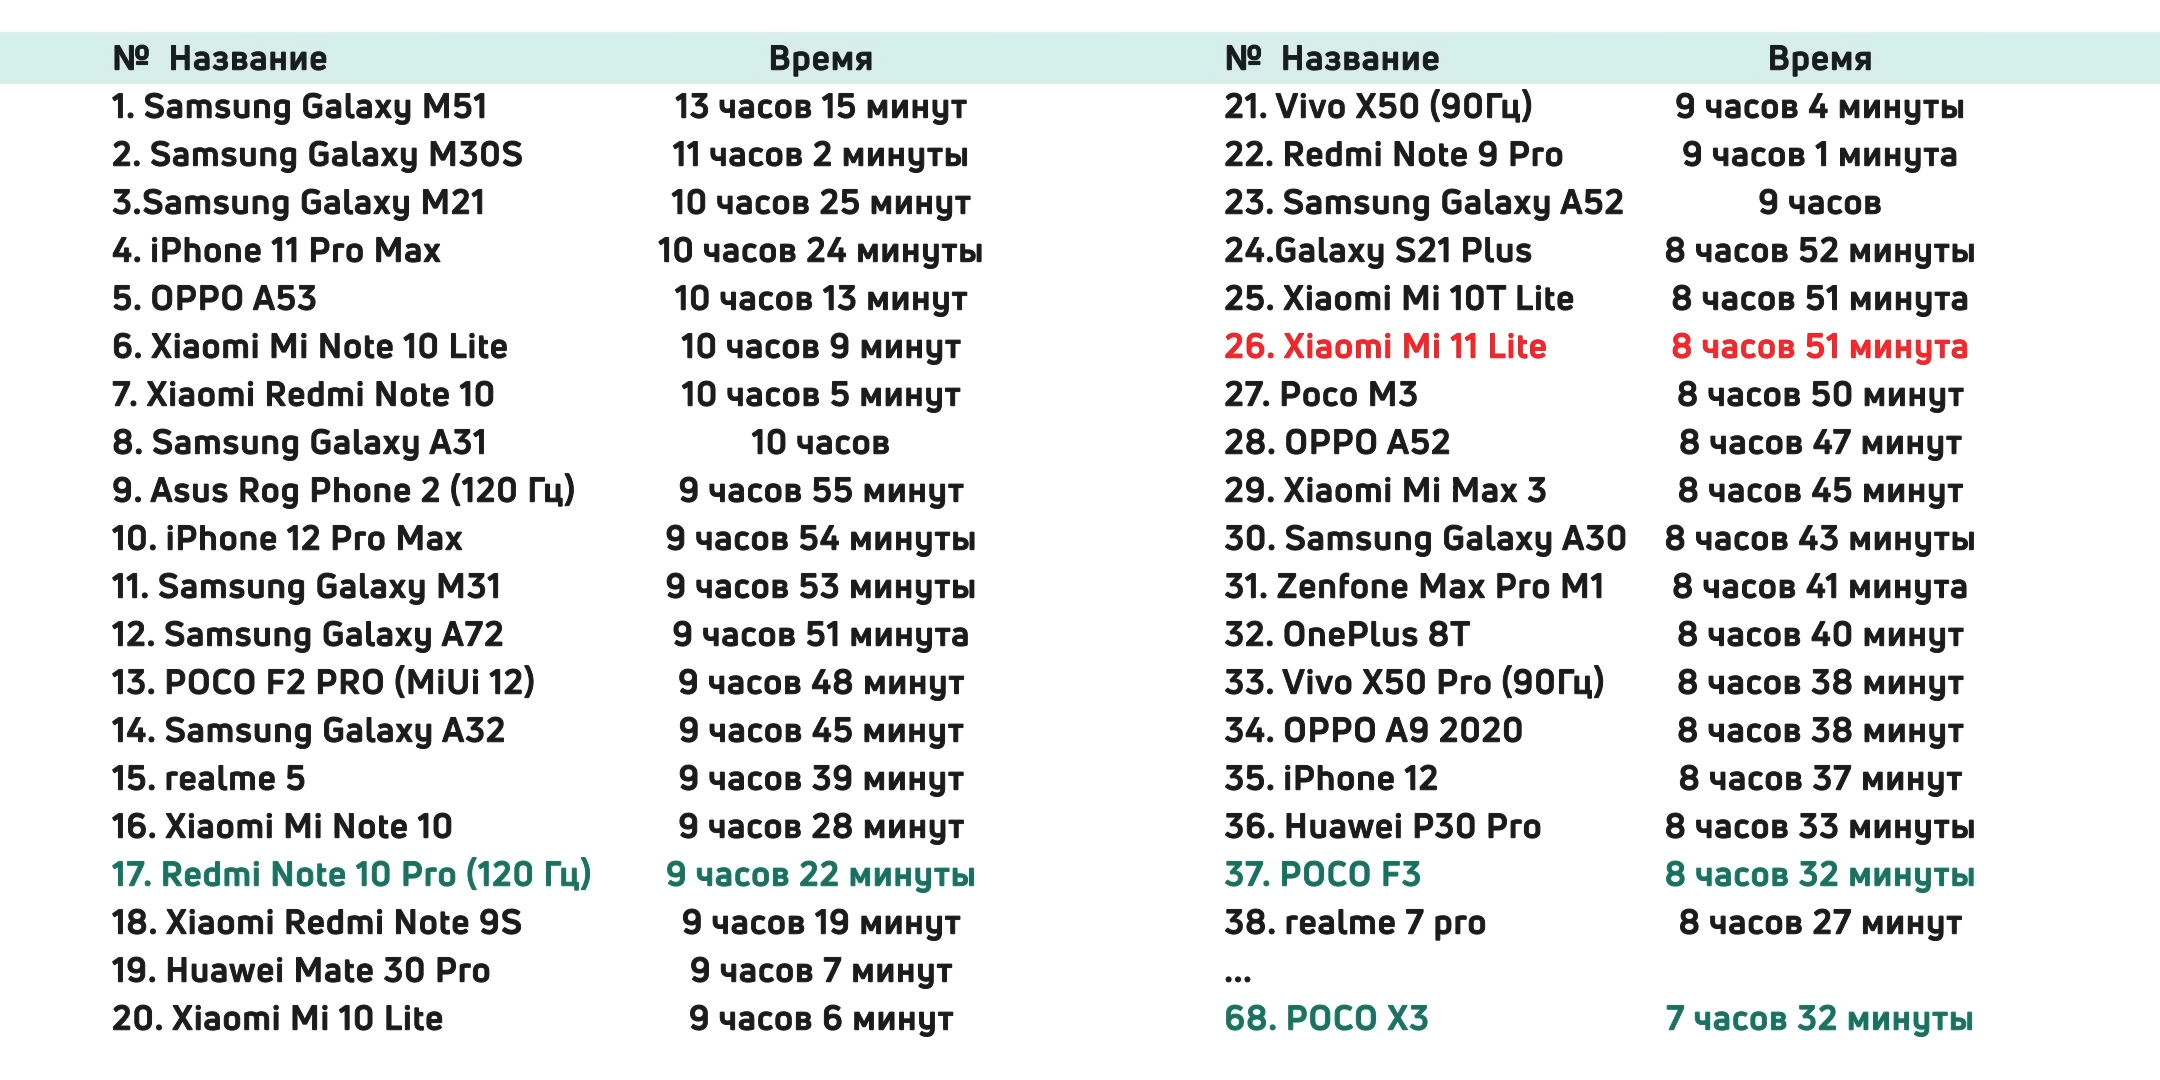 № Название Время
1. Samsung Galaxy M51 13 часов 15 минут
2. Samsung Galaxy M30S 11 часов 2 минуты
3.Samsung Galaxy M21 10 часов 25 минут
4. iPhone 11 Pro Max 10 часов 24 минуты
5. OPPO A53 10 часов 13 минут
6. Xiaomi Mi Note 10 Lite 10 часов 9 минут
7. Xiaomi Redmi Note 10 10 часов 5 минут
8. Samsung Galaxy A31 10 часов
9. Asus Rog Phone 2 (120 Гц) 9 часов 55 минут
10. iPhone 12 Pro Max 9 часов 54 минуты
11. Samsung Galaxy M31 9 часов 53 минуты
12. Samsung Galaxy A72 9 часов 51 минута
13. POCO F2 PRO (MiUi 12) 9 часов 48 минут
14. Samsung Galaxy A32 9 часов 45 минут
15. realme 5 9 часов 39 минут
16. Xiaomi Mi Note 10 9 часов 28 минут
17. Redmi Note 10 Pro (120 Гц) 9 часов 22 минуты
18. Xiaomi Redmi Note 9S 9 часов 19 минут
19. Huawei Mate 30 Pro 9 часов 7 минут
20. Xiaomi Mi 10 Lite 9 часов 6 минут
№ Название Время
21. Vivo X50 (90Гц) 9 часов 4 минуты
22. Redmi Note 9 Pro 9 часов 1 минута
23. Samsung Galaxy A52 9 часов
24.Galaxy S21 Plus 8 часов 52 минуты
25. Xiaomi Mi 10T Lite 8 часов 51 минута
26. Xiaomi Mi 11 Lite 8 часов 51 минута
27. Poco M3 8 часов 50 минут
28. OPPO A52 8 часов 47 минут
29. Xiaomi Mi Max 3 8 часов 45 минут
30. Samsung Galaxy A30 8 часов 43 минуты
31. Zenfone Max Pro M1 8 часов 41 минута
32. OnePlus 8T 8 часов 40 минут
33. Vivo X50 Pro (90Гц) 8 часов 38 минут
34. OPPO A9 2020 8 часов 38 минут
35. iPhone 12 8 часов 37 минут
36. Huawei P30 Pro 8 часов 33 минуты
37. POCO F3 8 часов 32 минуты
38. realme 7 pro 8 часов 27 минут
...
68. POCO X3 7 часов 32 минуты